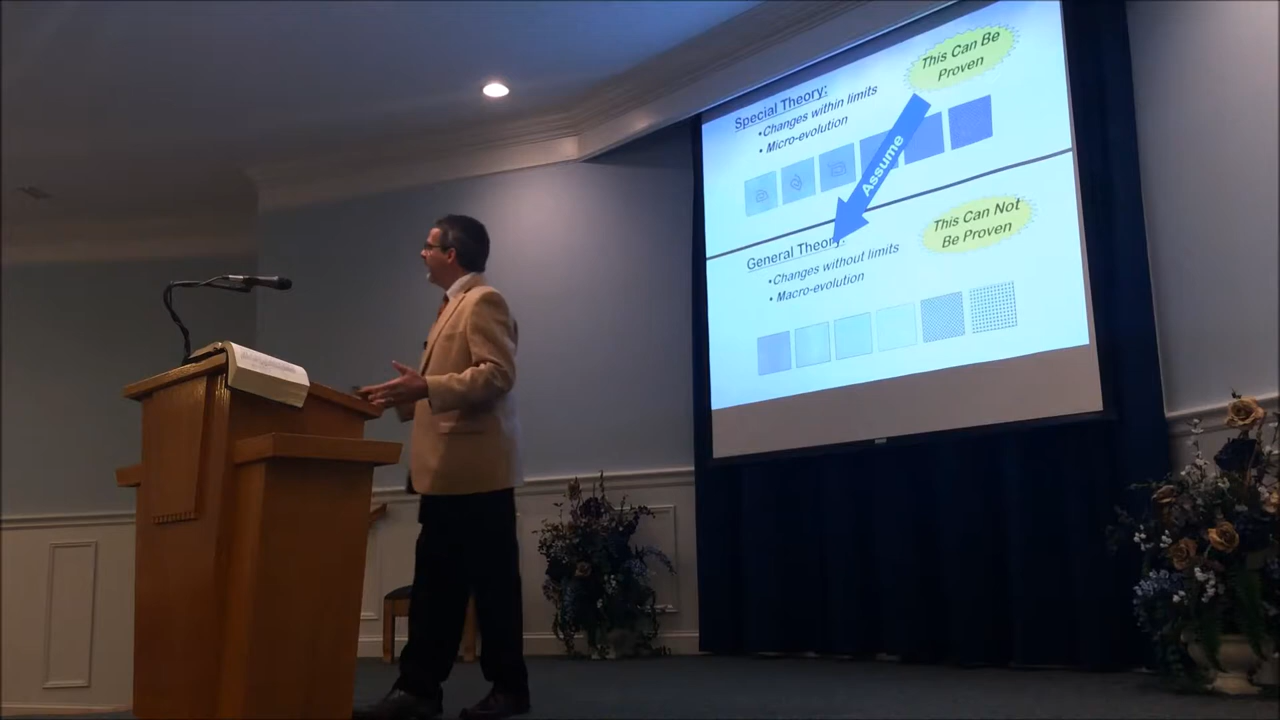 This Can Be
Proven
Special Theory:
•Changes within limits
• Micro-evolution
Assume
This Can Not
Be Proven
General Theory:
•Changes without limits
• Macro-evolution